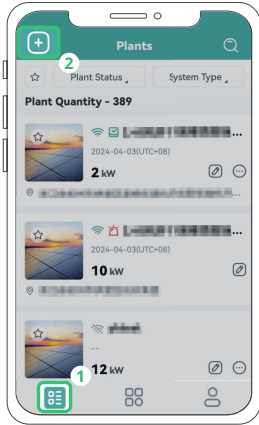 Plants
2
Plant Status
System Type
Plant Quantity - 389
...
2024-04-03(UTC+08)
2 kW
...
2024-04-03(UTC+08)
10 kW
--
12 kW
1